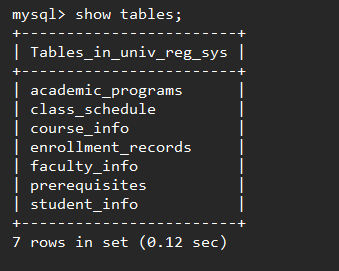 mysql> show tables;
+------------------------+
| Tables_in_univ_reg_sys |
+------------------------+
| academic_programs      |
| class_schedule         |
| course_info            |
| enrollment_records     |
| faculty_info           |
| prerequisites          |
| student_info           |
+------------------------+
7 rows in set (0.12 sec)